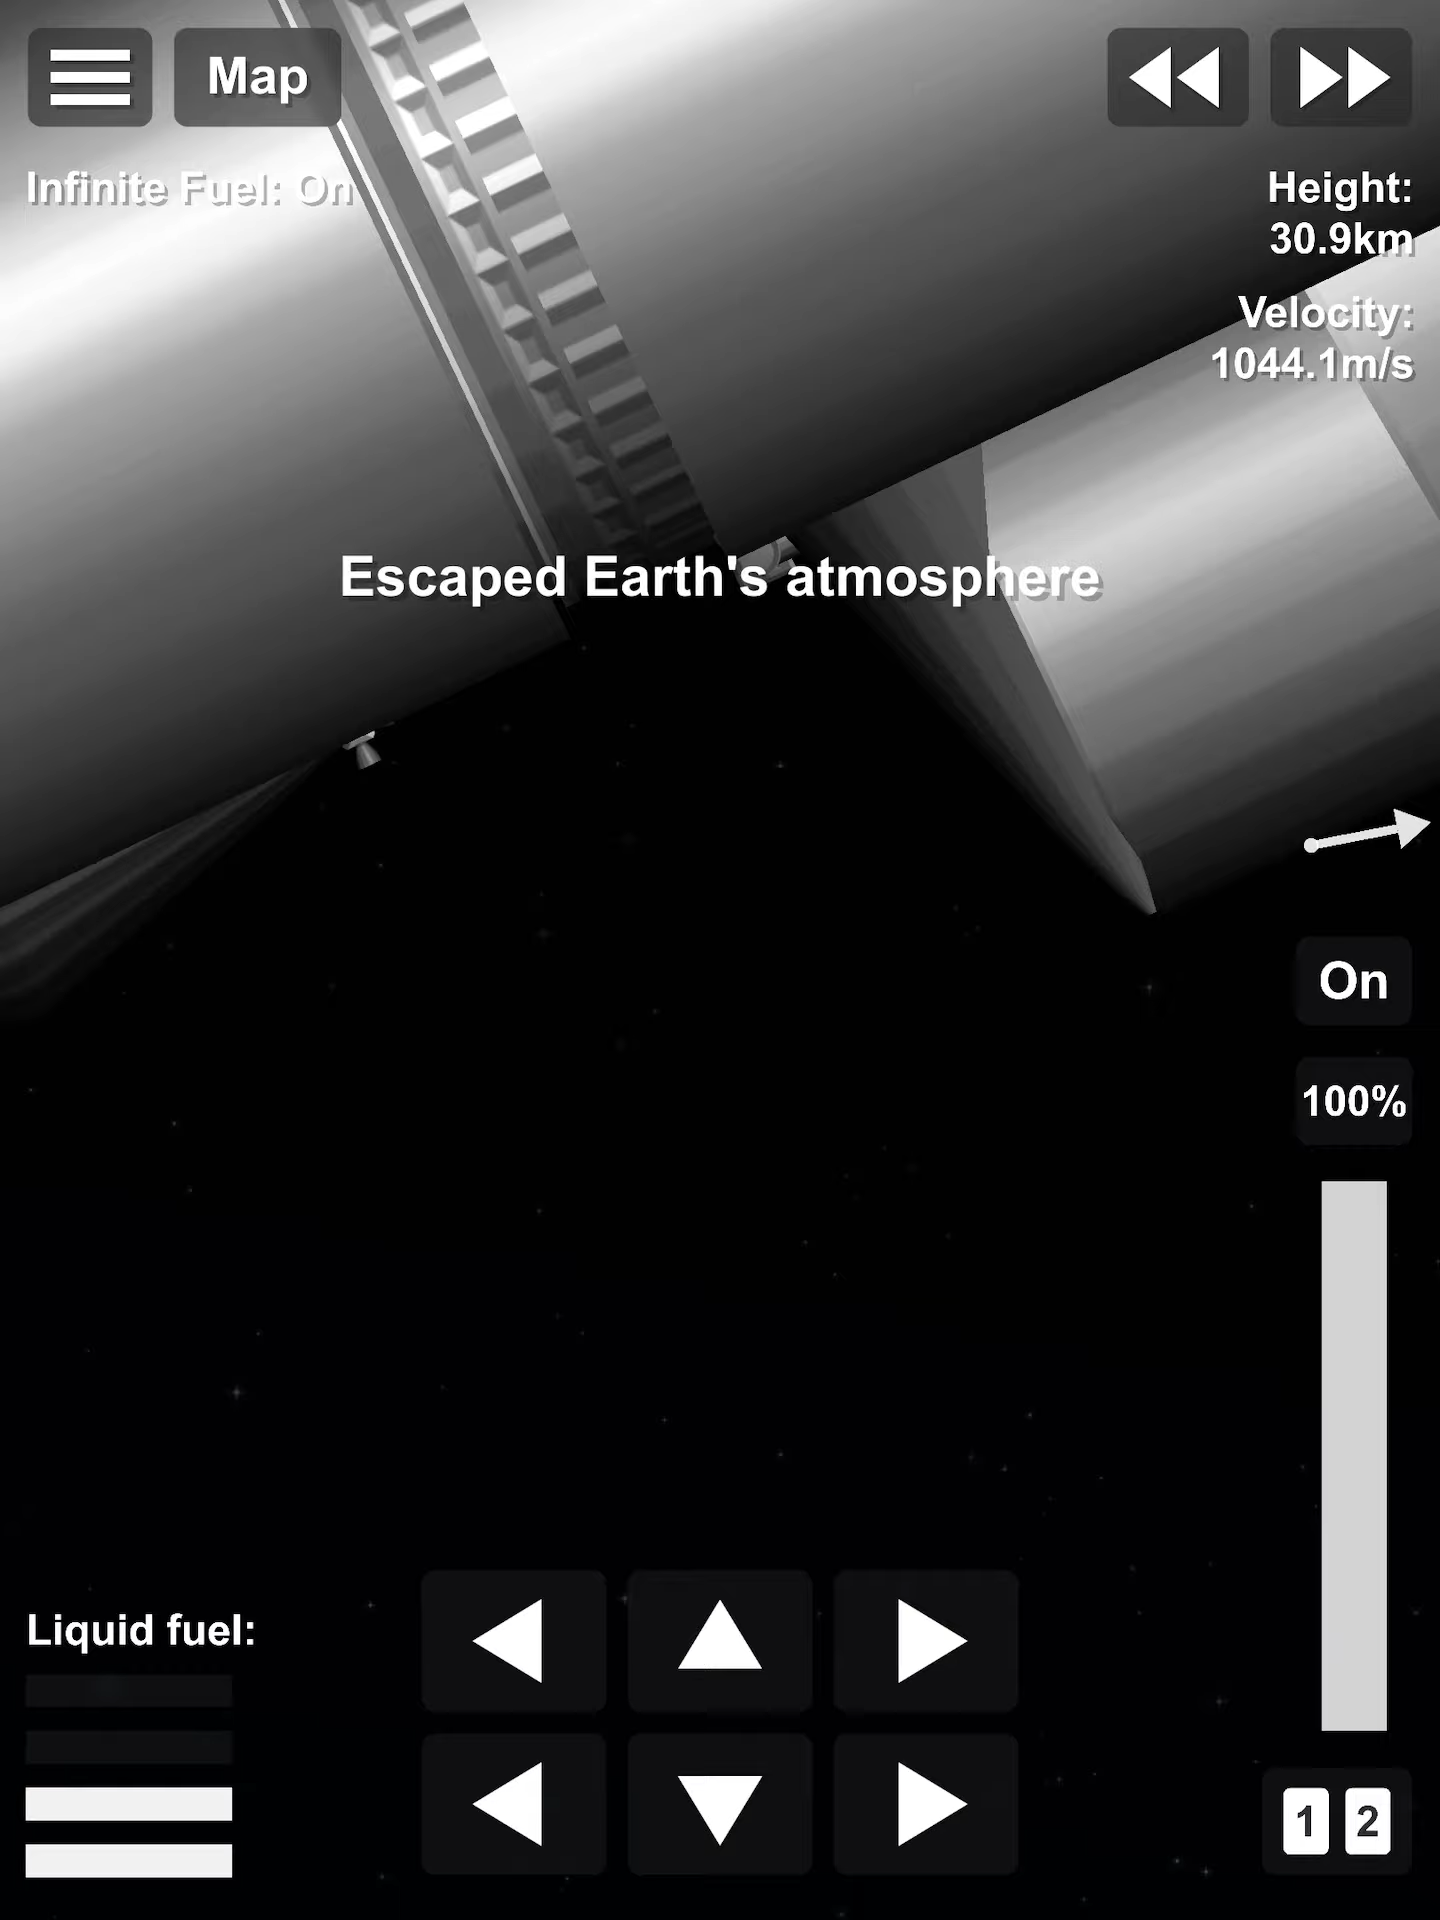 Map
Infinite Fuel: On
Height:
30.9km
Velocity:
1044.1m/s
Escaped Earth's atmosphere
On
100%
Liquid fuel:
1 2